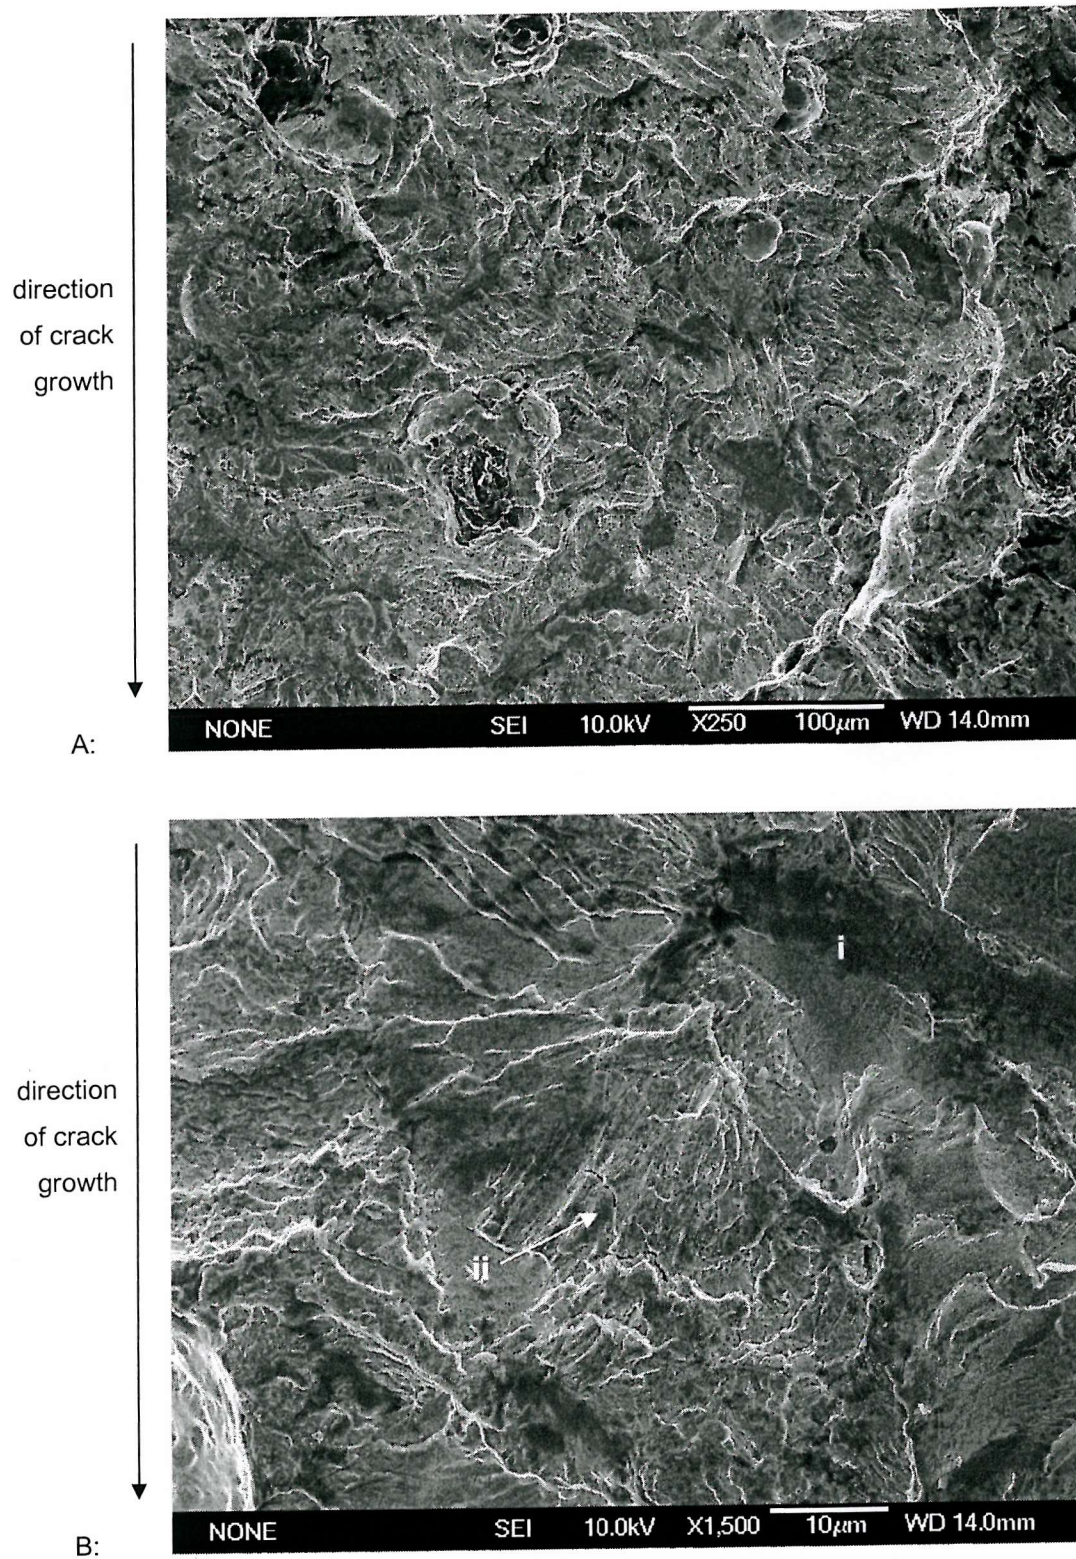 direction
of crack
growth
NONE SEI 10.0kV X250 100μm WD 14.0mm
A:
i
direction
of crack
growth
ii
NONE SEI 10.0kV X1,500 10μm WD 14.0mm
B: